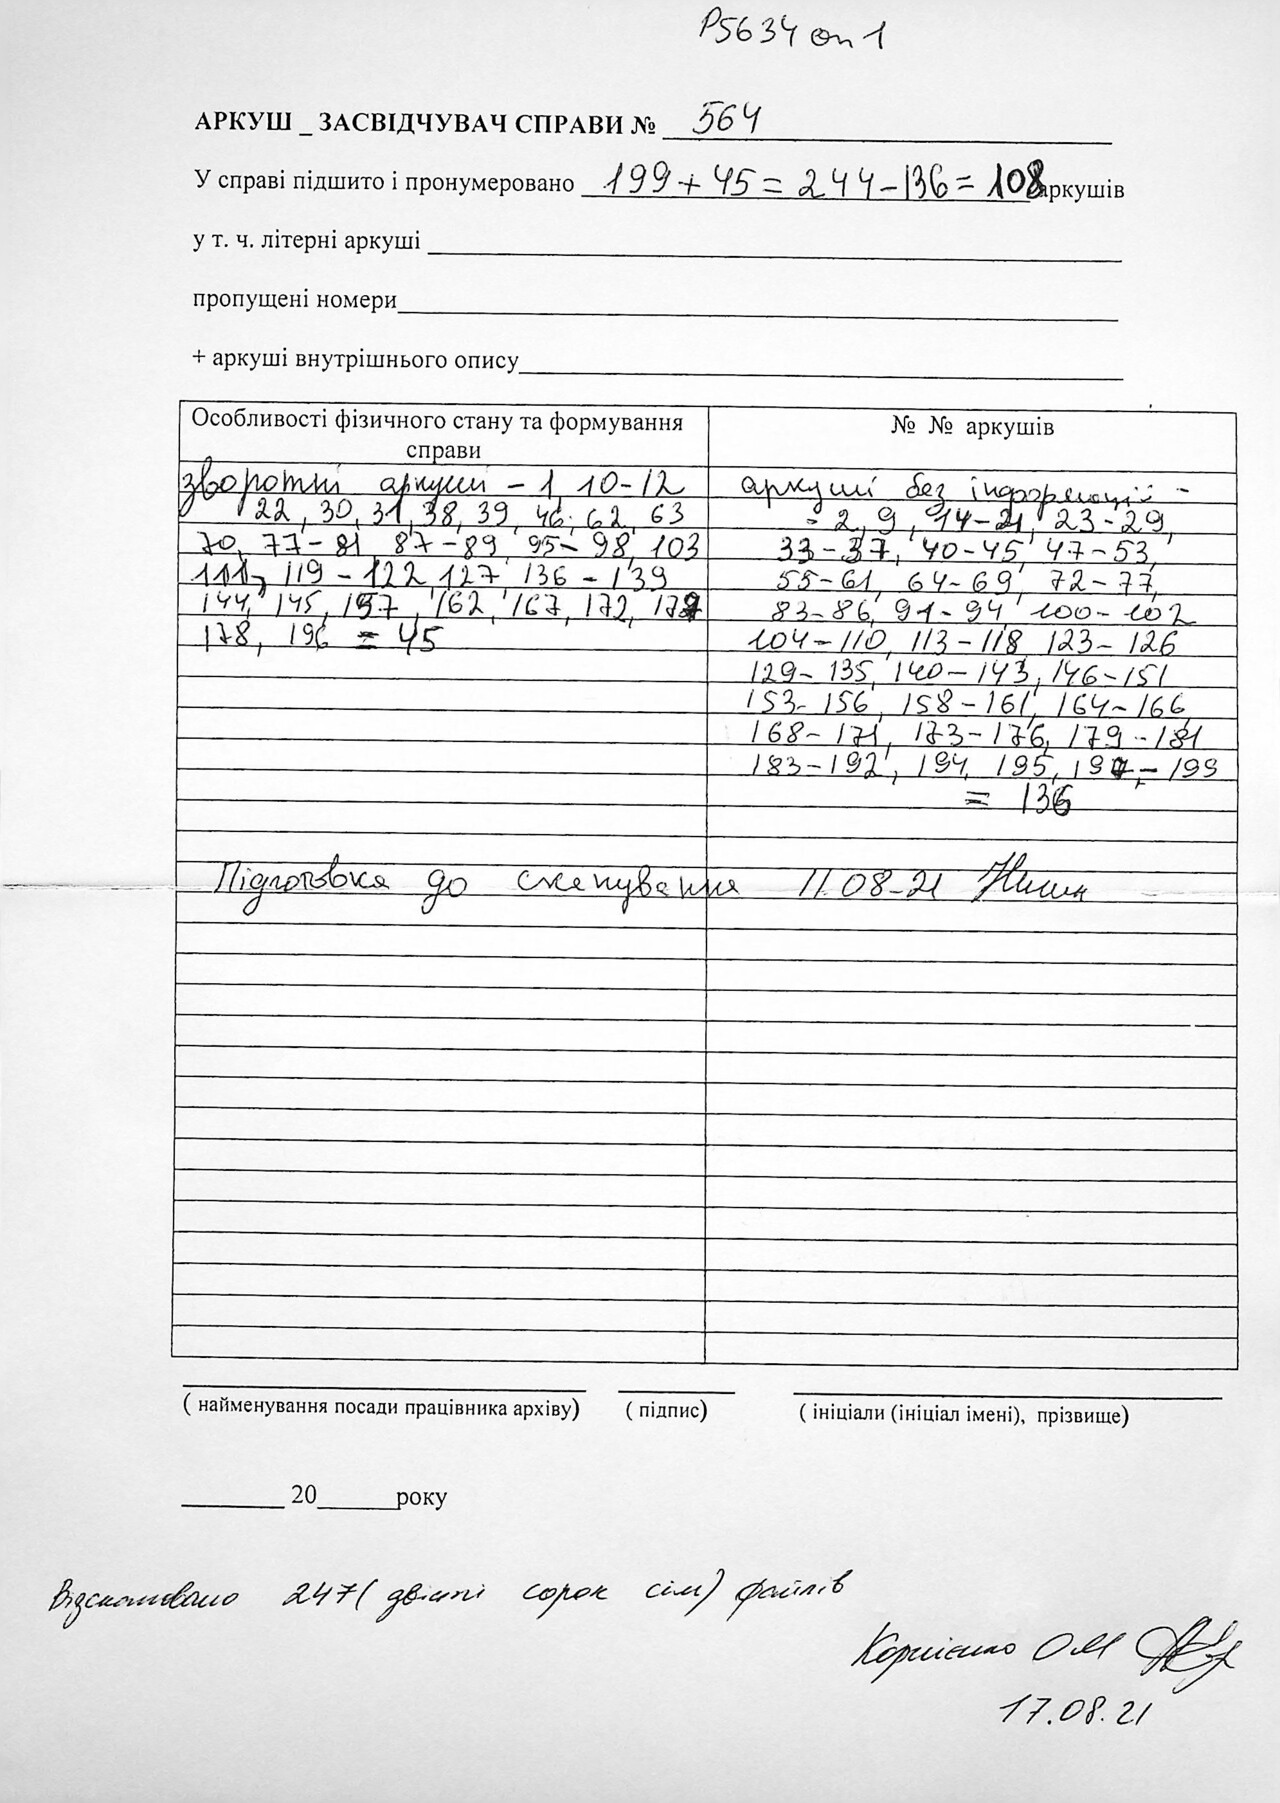 Р5634 оп 1
АРКУШ _ ЗАСВІДЧУВАЧ СПРАВИ № 564
У справі підшито і пронумеровано 199 + 45 = 244 – 136 = 108 аркушів
у т. ч. літерні аркуші
пропущені номери
+ аркуші внутрішнього опису
Особливості фізичного стану та формування справи
№ № аркушів
зворотні аркуші – 1, 10-12
22, 30, 31, 38, 39, 46, 62, 63
70, 77-81, 87-89, 95-98, 103
111, 119-122, 127, 136-139
144, 145, 157, 162, 167, 172, 177
178, 196 = 45
аркуші без інформації –
- 2, 9, 14-21, 23-29,
33-37, 40-45, 47-53,
55-61, 64-69, 72-77,
83-86, 91-94, 100-102
104-110, 113-118, 123-126
129-135, 140-143, 146-151
153-156, 158-161, 164-166,
168-171, 173-176, 179-181
183-192, 194, 195, 197-199
= 136
Підготовка до сканування 11.08-21
( найменування посади працівника архіву) ( підпис) ( ініціали (ініціал імені), прізвище)
20 року
Відскановано 247 ( двісті сорок сім) файлів
Корнієнко О М
17.08.21